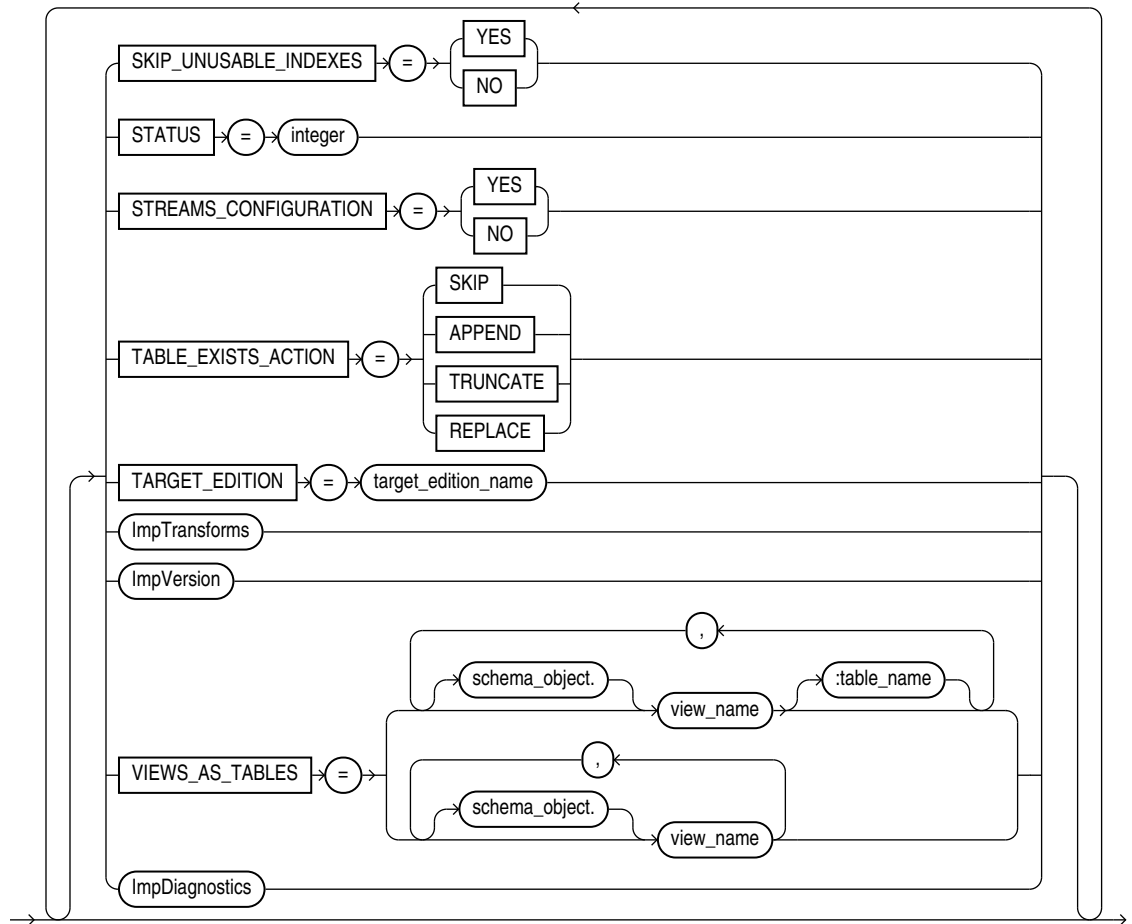 SKIP_UNUSABLE_INDEXES = YES
NO
STATUS = integer
STREAMS_CONFIGURATION = YES
NO
TABLE_EXISTS_ACTION = SKIP
APPEND
TRUNCATE
REPLACE
TARGET_EDITION = target_edition_name
ImpTransforms
ImpVersion
,
schema_object. :table_name
view_name
VIEWS_AS_TABLES = ,
schema_object.
view_name
ImpDiagnostics